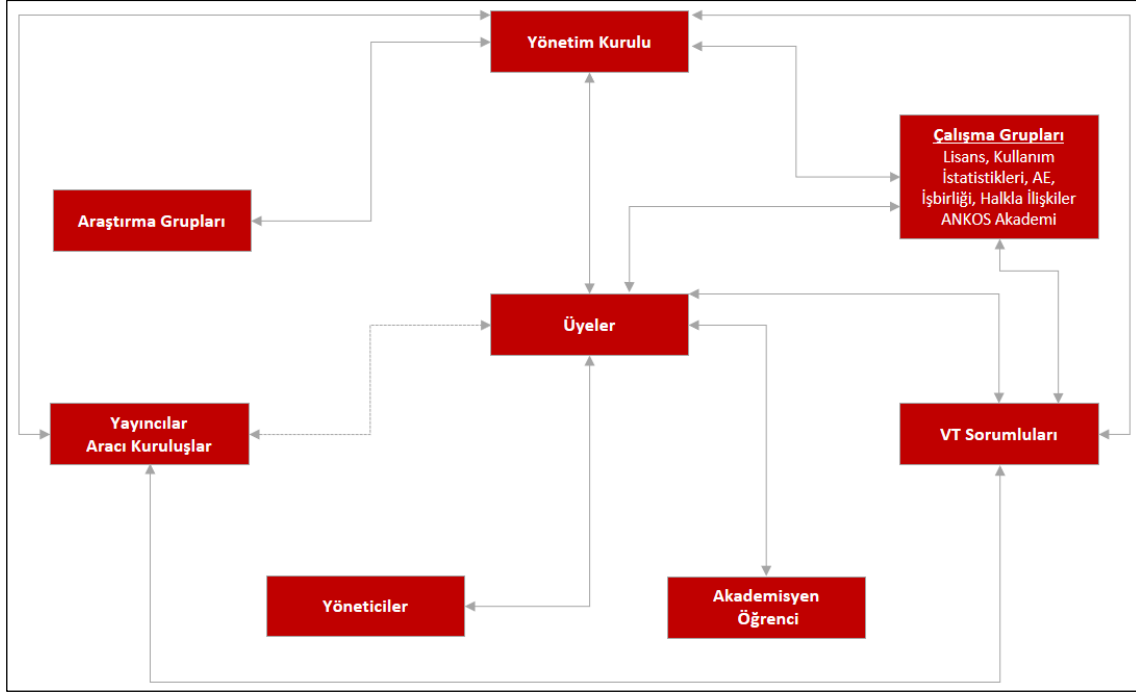 Yönetim Kurulu
Çalışma Grupları
Lisans, Kullanım
İstatistikleri, AE,
İşbirliği, Halkla İlişkiler
ANKOS Akademi
Araştırma Grupları
Üyeler
Yayıncılar
Aracı Kuruluşlar
VT Sorumluları
Yöneticiler
Akademisyen
Öğrenci